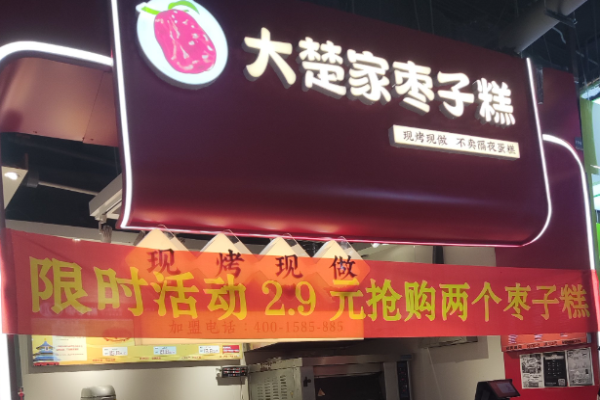 大楚家枣子糕
现烤现做 不卖隔夜蛋糕
现烤现做
限时活动 2.9 元抢购两个枣子糕
加盟电话:400-1585-885